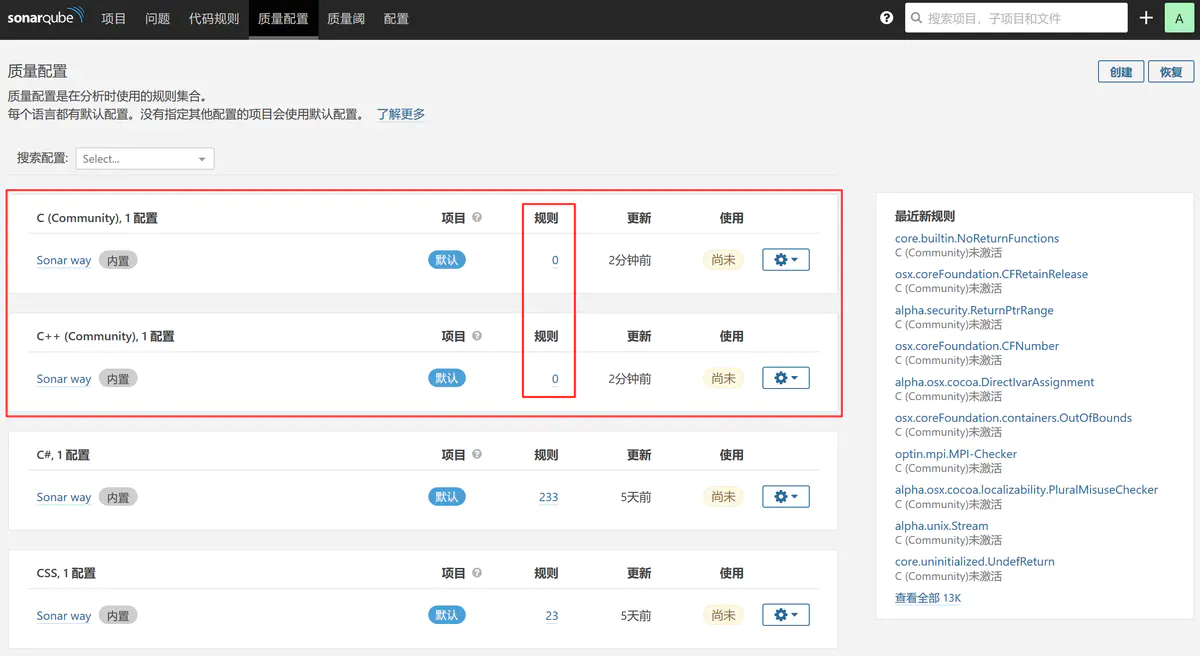 sonarqube 项目 问题 代码规则 质量配置 质量阈 配置 ? 搜索项目，子项目和文件 + A
质量配置 创建 恢复
质量配置是在分析时使用的规则集合。
每个语言都有默认配置。没有指定其他配置的项目会使用默认配置。 了解更多
搜索配置: Select...
C (Community), 1 配置 项目 ? 规则 更新 使用
Sonar way 内置 默认 0 2分钟前 尚未
C++ (Community), 1 配置 项目 ? 规则 更新 使用
Sonar way 内置 默认 0 2分钟前 尚未
C#, 1 配置 项目 ? 规则 更新 使用
Sonar way 内置 默认 233 5天前 尚未
CSS, 1 配置 项目 ? 规则 更新 使用
Sonar way 内置 默认 23 5天前 尚未
最近新规则
core.builtin.NoReturnFunctions
C (Community)未激活
osx.coreFoundation.CFRetainRelease
C (Community)未激活
alpha.security.ReturnPtrRange
C (Community)未激活
osx.coreFoundation.CFNumber
C (Community)未激活
alpha.osx.cocoa.DirectIvarAssignment
C (Community)未激活
osx.coreFoundation.containers.OutOfBounds
C (Community)未激活
optin.mpi.MPI-Checker
C (Community)未激活
alpha.osx.cocoa.localizability.PluralMisuseChecker
C (Community)未激活
alpha.unix.Stream
C (Community)未激活
core.uninitialized.UndefReturn
C (Community)未激活
查看全部 13K